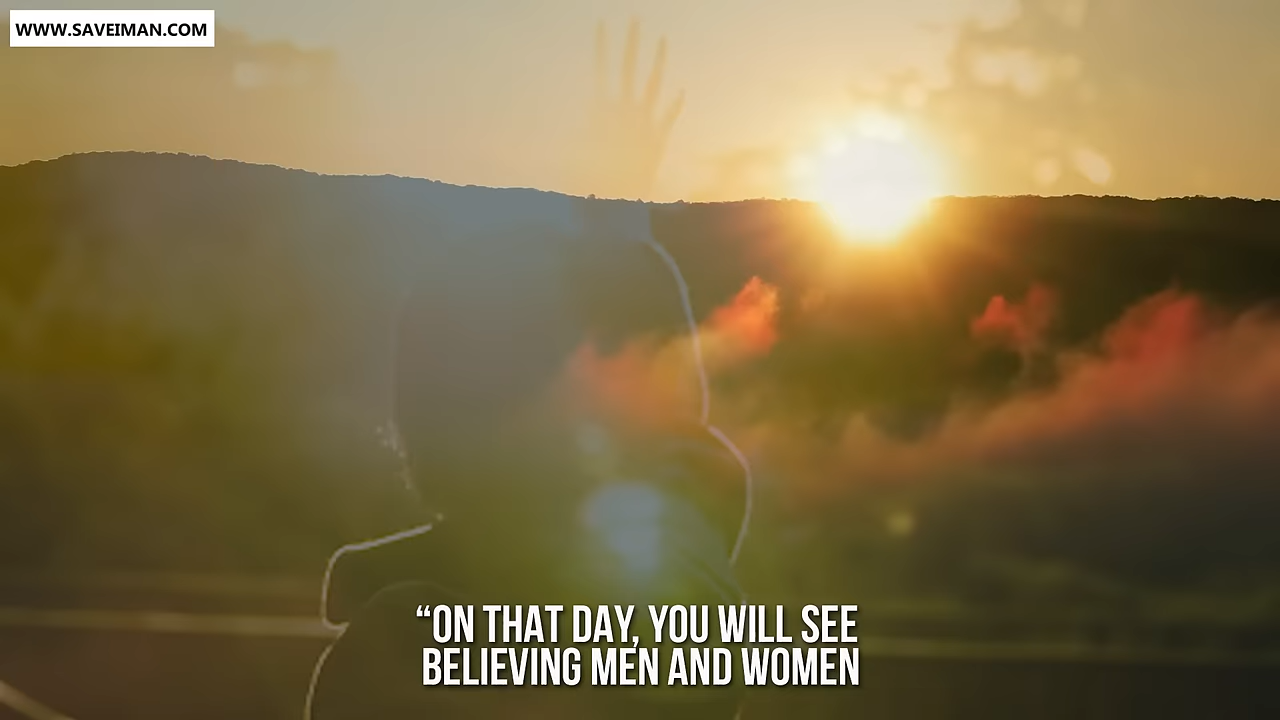 WWW.SAVEIMAN.COM
“ON THAT DAY, YOU WILL SEE
BELIEVING MEN AND WOMEN